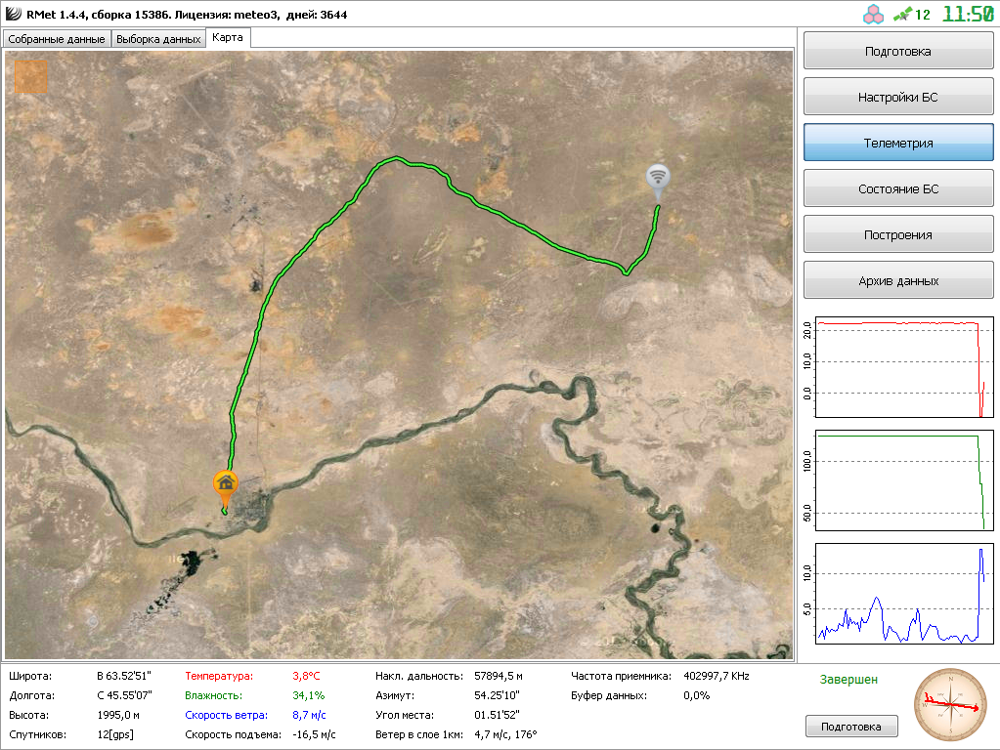 RMet 1.4.4, сборка 15386. Лицензия: meteo3, дней: 3644
12
11:50
Собранные данные
Выборка данных
Карта
Подготовка
Настройки БС
Телеметрия
Состояние БС
Построения
Архив данных
20,0
10,0
0,0
100,0
50,0
10,0
5,0
Широта: В 63.52'51" Температура: 3,8°С Накл. дальность: 57894,5 м Частота приемника: 402997,7 KHz
Долгота: С 45.55'07" Влажность: 34,1% Азимут: 54.25'10" Буфер данных: 0,0%
Высота: 1995,0 м Скорость ветра: 8,7 м/с Угол места: 01.51'52"
Спутников: 12[gps] Скорость подъема: -16,5 м/с Ветер в слое 1км: 4,7 м/с, 176°
Завершен
Подготовка
N
W
S